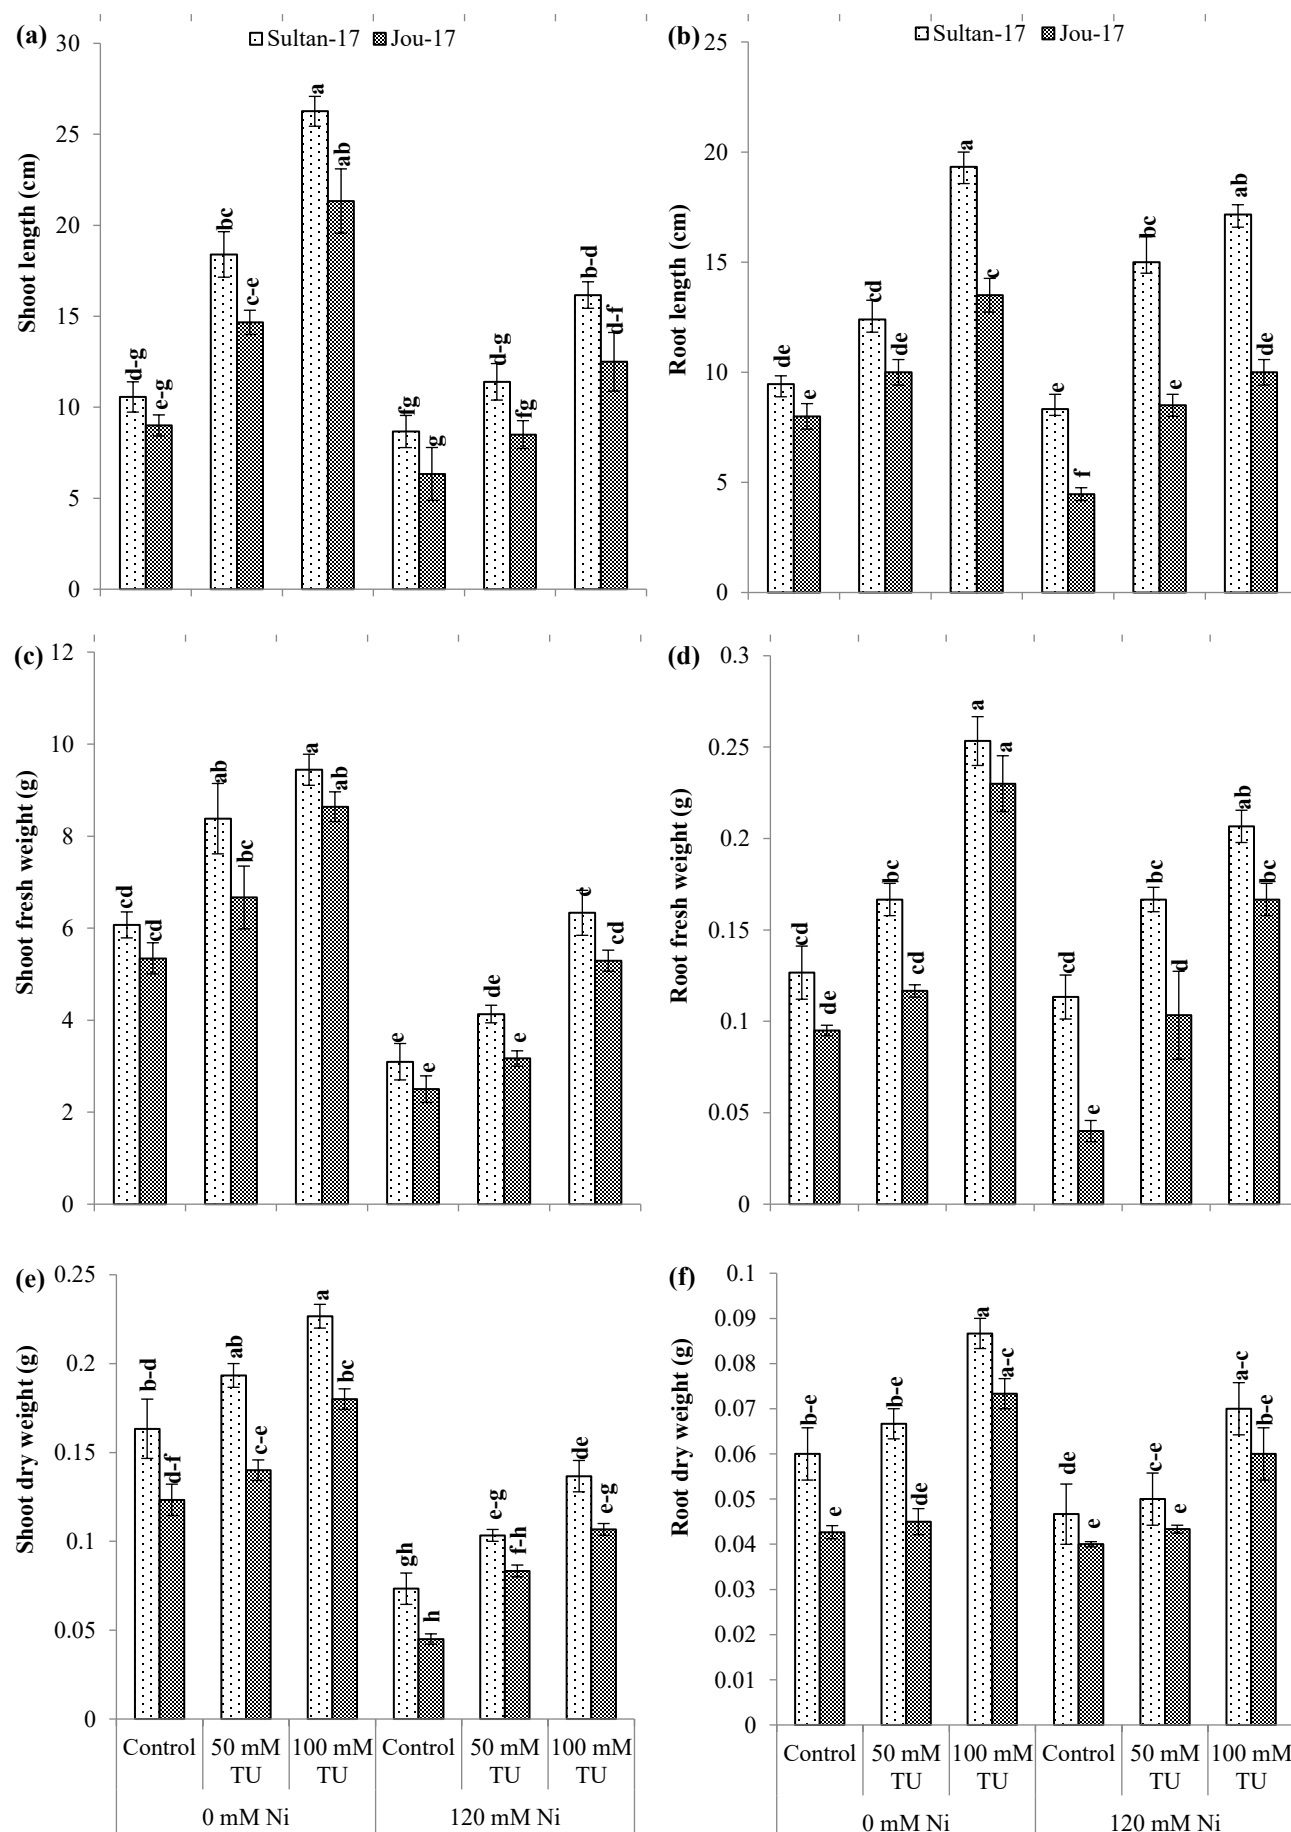 (a)
Sultan-17 Jou-17
Shoot length (cm)
30
25
20
15
10
5
0
d-g e-g bc c-e a ab fg g d-g fg b-d d-f
(b)
Sultan-17 Jou-17
Root length (cm)
25
20
15
10
5
0
de e cd de a c e f bc e ab de
(c)
Shoot fresh weight (g)
12
10
8
6
4
2
0
cd cd ab bc a ab e e de e c cd
(d)
Root fresh weight (g)
0.3
0.25
0.2
0.15
0.1
0.05
0
cd de bc cd a a cd e bc d ab bc
(e)
Shoot dry weight (g)
0.25
0.2
0.15
0.1
0.05
0
b-d d-f ab c-e a bc gh h e-g f-h de e-g
Control 50 mM TU 100 mM TU Control 50 mM TU 100 mM TU
0 mM Ni 120 mM Ni
(f)
Root dry weight (g)
0.1
0.09
0.08
0.07
0.06
0.05
0.04
0.03
0.02
0.01
0
b-e e b-e de a a-c de e c-e e a-c b-e
Control 50 mM TU 100 mM TU Control 50 mM TU 100 mM TU
0 mM Ni 120 mM Ni